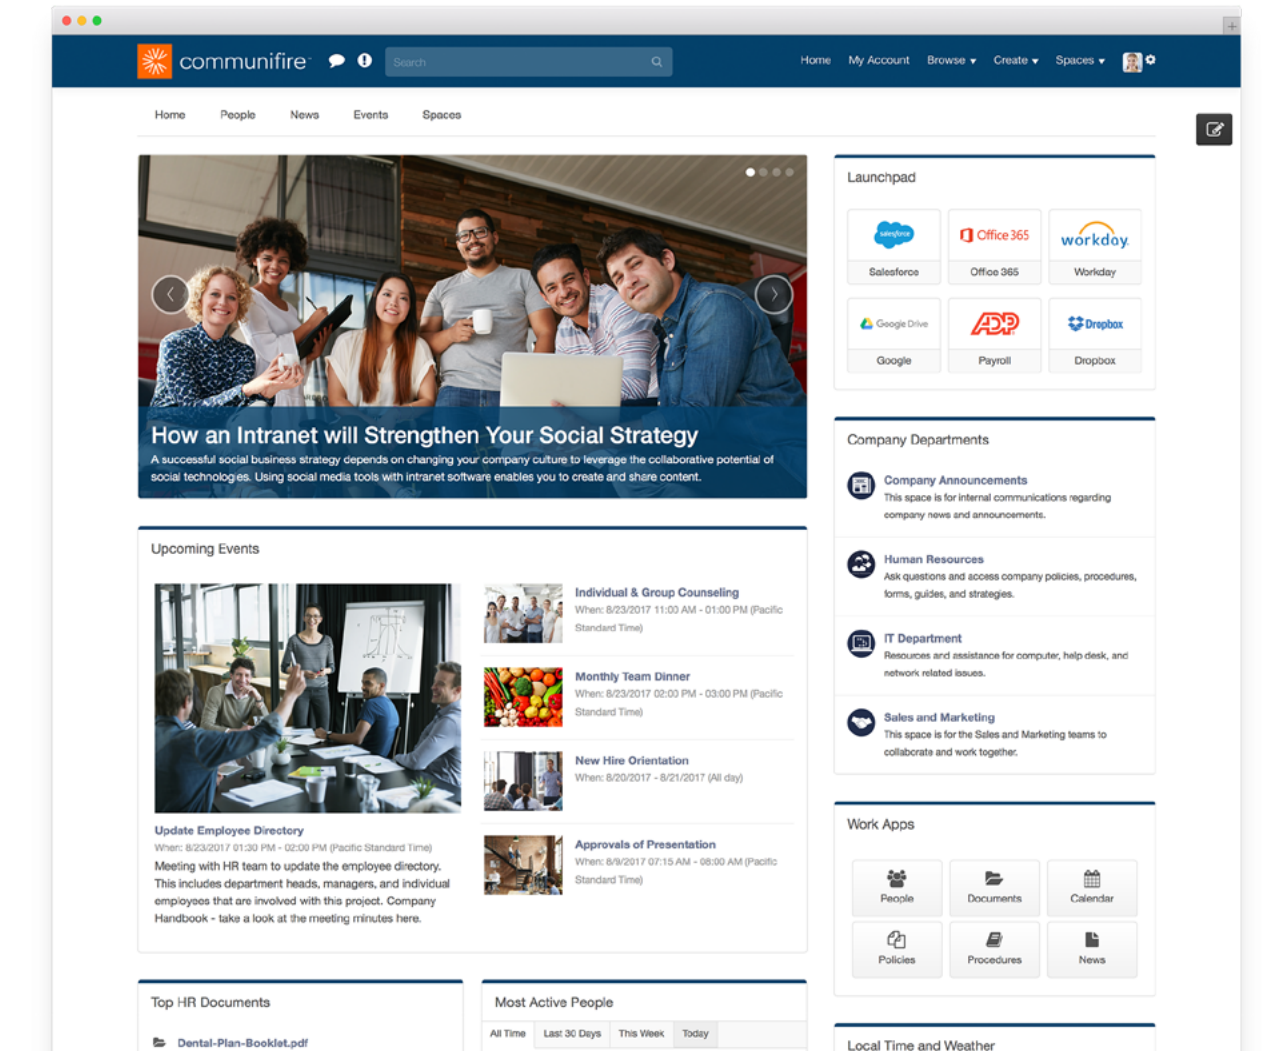 communifire
Search
Home My Account Browse Create Spaces
Home People News Events Spaces
How an Intranet will Strengthen Your Social Strategy
A successful social business strategy depends on changing your company culture to leverage the collaborative potential of
social technologies. Using social media tools with intranet software enables you to create and share content.
Launchpad
salesforce Office 365 workday.
Salesforce Office 365 Workday
Google Drive ADP Dropbox
Google Payroll Dropbox
Company Departments
Company Announcements
This space is for internal communications regarding
company news and announcements.
Human Resources
Ask questions and access company policies, procedures,
forms, guides, and strategies.
IT Department
Resources and assistance for computer, help desk, and
network related issues.
Sales and Marketing
This space is for the Sales and Marketing teams to
collaborate and work together.
Upcoming Events
Update Employee Directory
When: 8/23/2017 01:30 PM - 02:00 PM (Pacific Standard Time)
Meeting with HR team to update the employee directory.
This includes department heads, managers, and individual
employees that are involved with this project. Company
Handbook - take a look at the meeting minutes here.
Individual & Group Counseling
When: 8/23/2017 11:00 AM - 01:00 PM (Pacific
Standard Time)
Monthly Team Dinner
When: 8/23/2017 02:00 PM - 03:00 PM (Pacific
Standard Time)
New Hire Orientation
When: 8/20/2017 - 8/21/2017 (All day)
Approvals of Presentation
When: 8/9/2017 07:15 AM - 08:00 AM (Pacific
Standard Time)
Work Apps
People Documents Calendar
Policies Procedures News
Top HR Documents
Dental-Plan-Booklet.pdf
Most Active People
All Time Last 30 Days This Week Today
Local Time and Weather